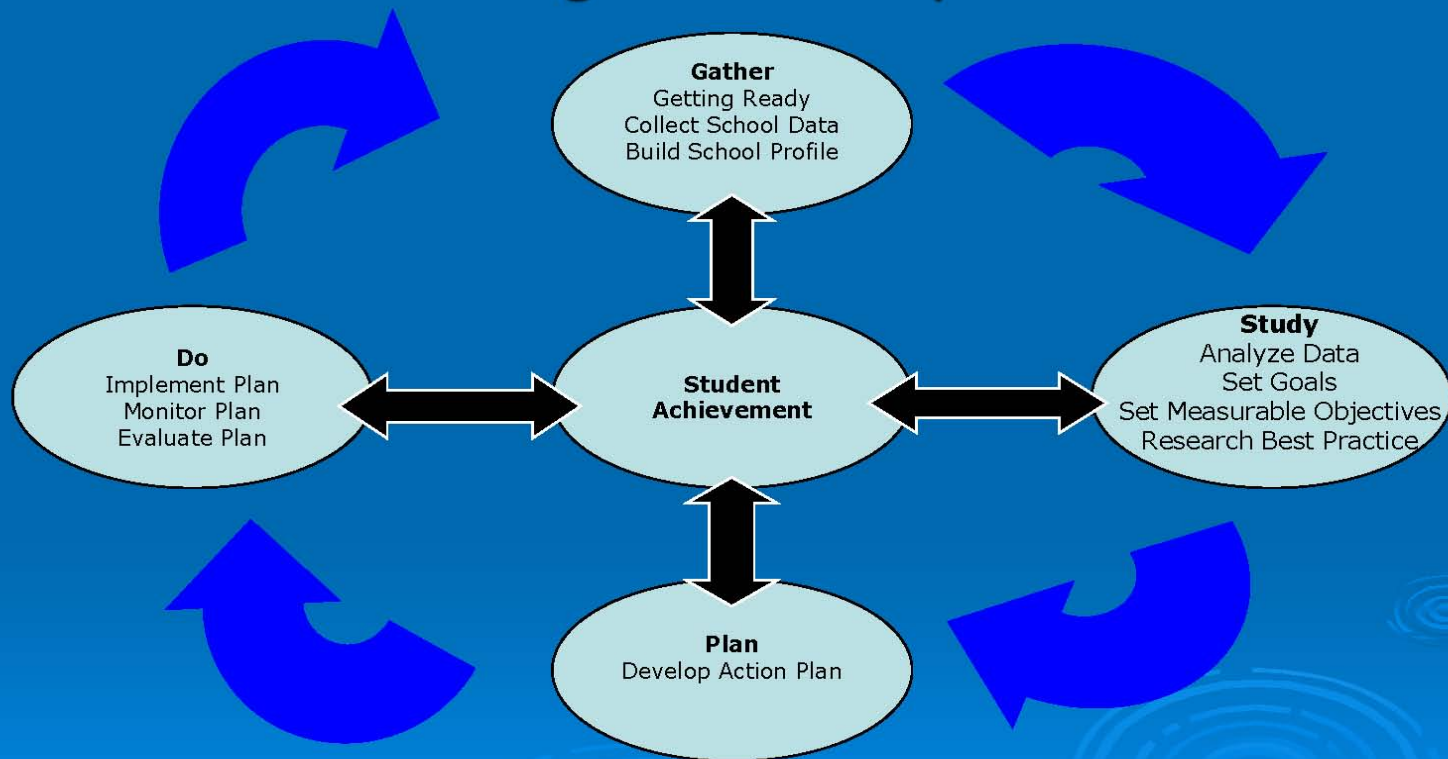 Gather
Getting Ready
Collect School Data
Build School Profile
Do
Implement Plan
Monitor Plan
Evaluate Plan
Student
Achievement
Study
Analyze Data
Set Goals
Set Measurable Objectives
Research Best Practice
Plan
Develop Action Plan